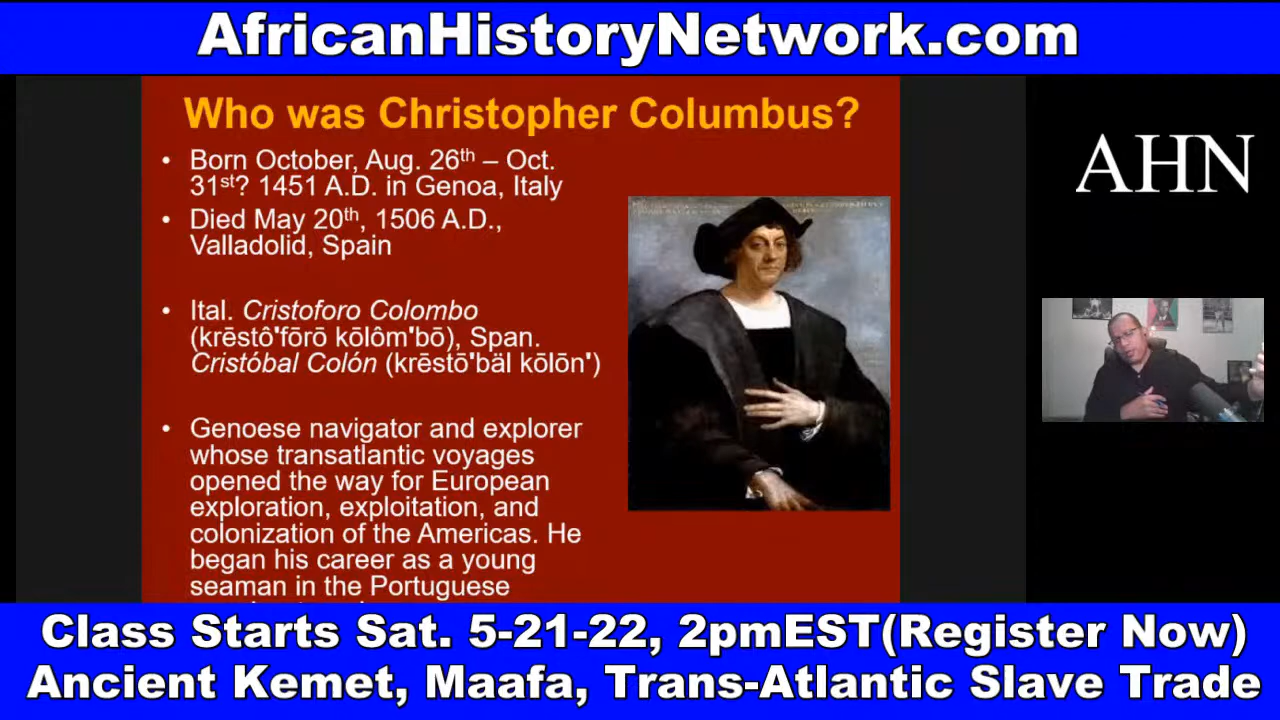 AfricanHistoryNetwork.com
Who was Christopher Columbus?
• Born October, Aug. 26th – Oct.
31st? 1451 A.D. in Genoa, Italy
• Died May 20th, 1506 A.D.,
Valladolid, Spain
• Ital. Cristoforo Colombo
(krēstô'fōrō kōlôm'bō), Span.
Cristóbal Colón (krēstō'bäl kōlōn')
• Genoese navigator and explorer
whose transatlantic voyages
opened the way for European
exploration, exploitation, and
colonization of the Americas. He
began his career as a young
seaman in the Portuguese
AHN
Class Starts Sat. 5-21-22, 2pmEST(Register Now)
Ancient Kemet, Maafa, Trans-Atlantic Slave Trade